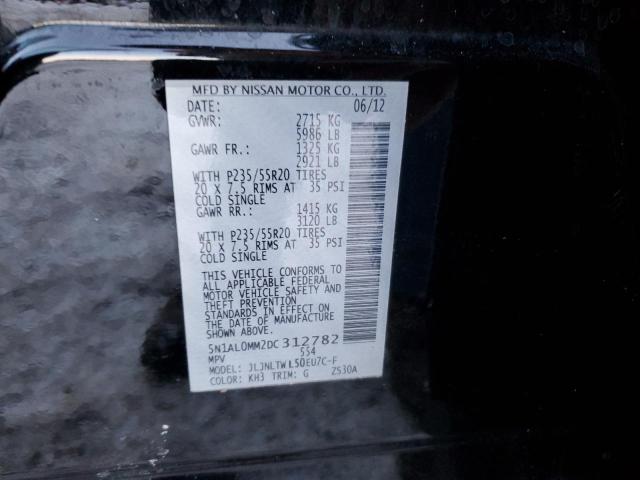 MFD BY NISSAN MOTOR CO., LTD.
DATE: 06/12
GVWR: 2715 KG
5986 LB
GAWR FR.: 1325 KG
2921 LB
WITH P235/55R20 TIRES
20 X 7.5 RIMS AT 35 PSI
COLD SINGLE
GAWR RR.: 1415 KG
3120 LB
WITH P235/55R20 TIRES
20 X 7.5 RIMS AT 35 PSI
COLD SINGLE
THIS VEHICLE CONFORMS TO
ALL APPLICABLE FEDERAL
MOTOR VEHICLE SAFETY AND
THEFT PREVENTION
STANDARDS IN EFFECT ON
THE DATE OF MANUFACTURE
SHOWN ABOVE.
5N1AL0MM2DC312782
MPV 554
MODEL: JLJNLTWL50EU7C-F
COLOR: KH3 TRIM: G ZS30A